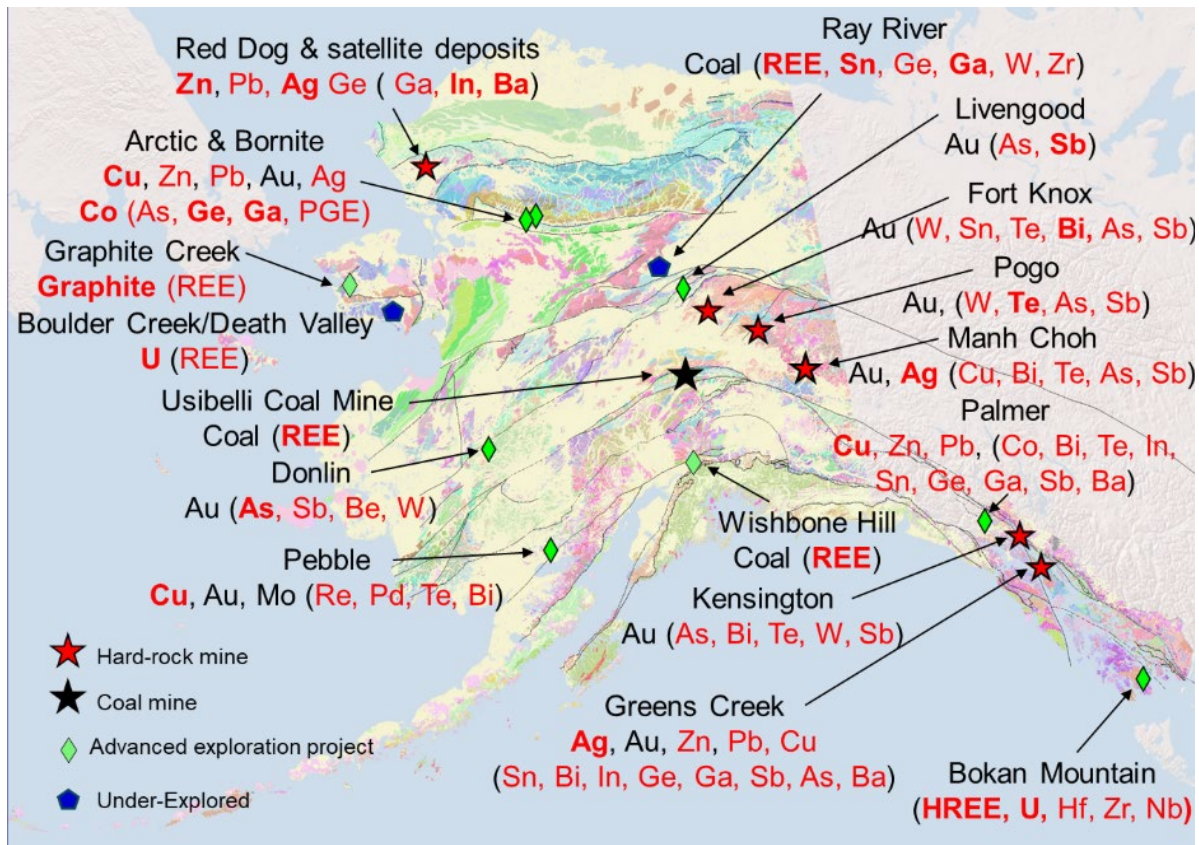 Red Dog & satellite deposits
Zn, Pb, Ag Ge ( Ga, In, Ba)
Arctic & Bornite
Cu, Zn, Pb, Au, Ag
Co (As, Ge, Ga, PGE)
Graphite Creek
Graphite (REE)
Boulder Creek/Death Valley
U (REE)
Usibelli Coal Mine
Coal (REE)
Donlin
Au (As, Sb, Be, W)
Pebble
Cu, Au, Mo (Re, Pd, Te, Bi)
Ray River
Coal (REE, Sn, Ge, Ga, W, Zr)
Livengood
Au (As, Sb)
Fort Knox
Au (W, Sn, Te, Bi, As, Sb)
Pogo
Au, (W, Te, As, Sb)
Manh Choh
Au, Ag (Cu, Bi, Te, As, Sb)
Palmer
Cu, Zn, Pb, (Co, Bi, Te, In,
Sn, Ge, Ga, Sb, Ba)
Wishbone Hill
Coal (REE)
Kensington
Au (As, Bi, Te, W, Sb)
Greens Creek
Ag, Au, Zn, Pb, Cu
(Sn, Bi, In, Ge, Ga, Sb, As, Ba)
Bokan Mountain
(HREE, U, Hf, Zr, Nb)
Hard-rock mine
Coal mine
Advanced exploration project
Under-Explored